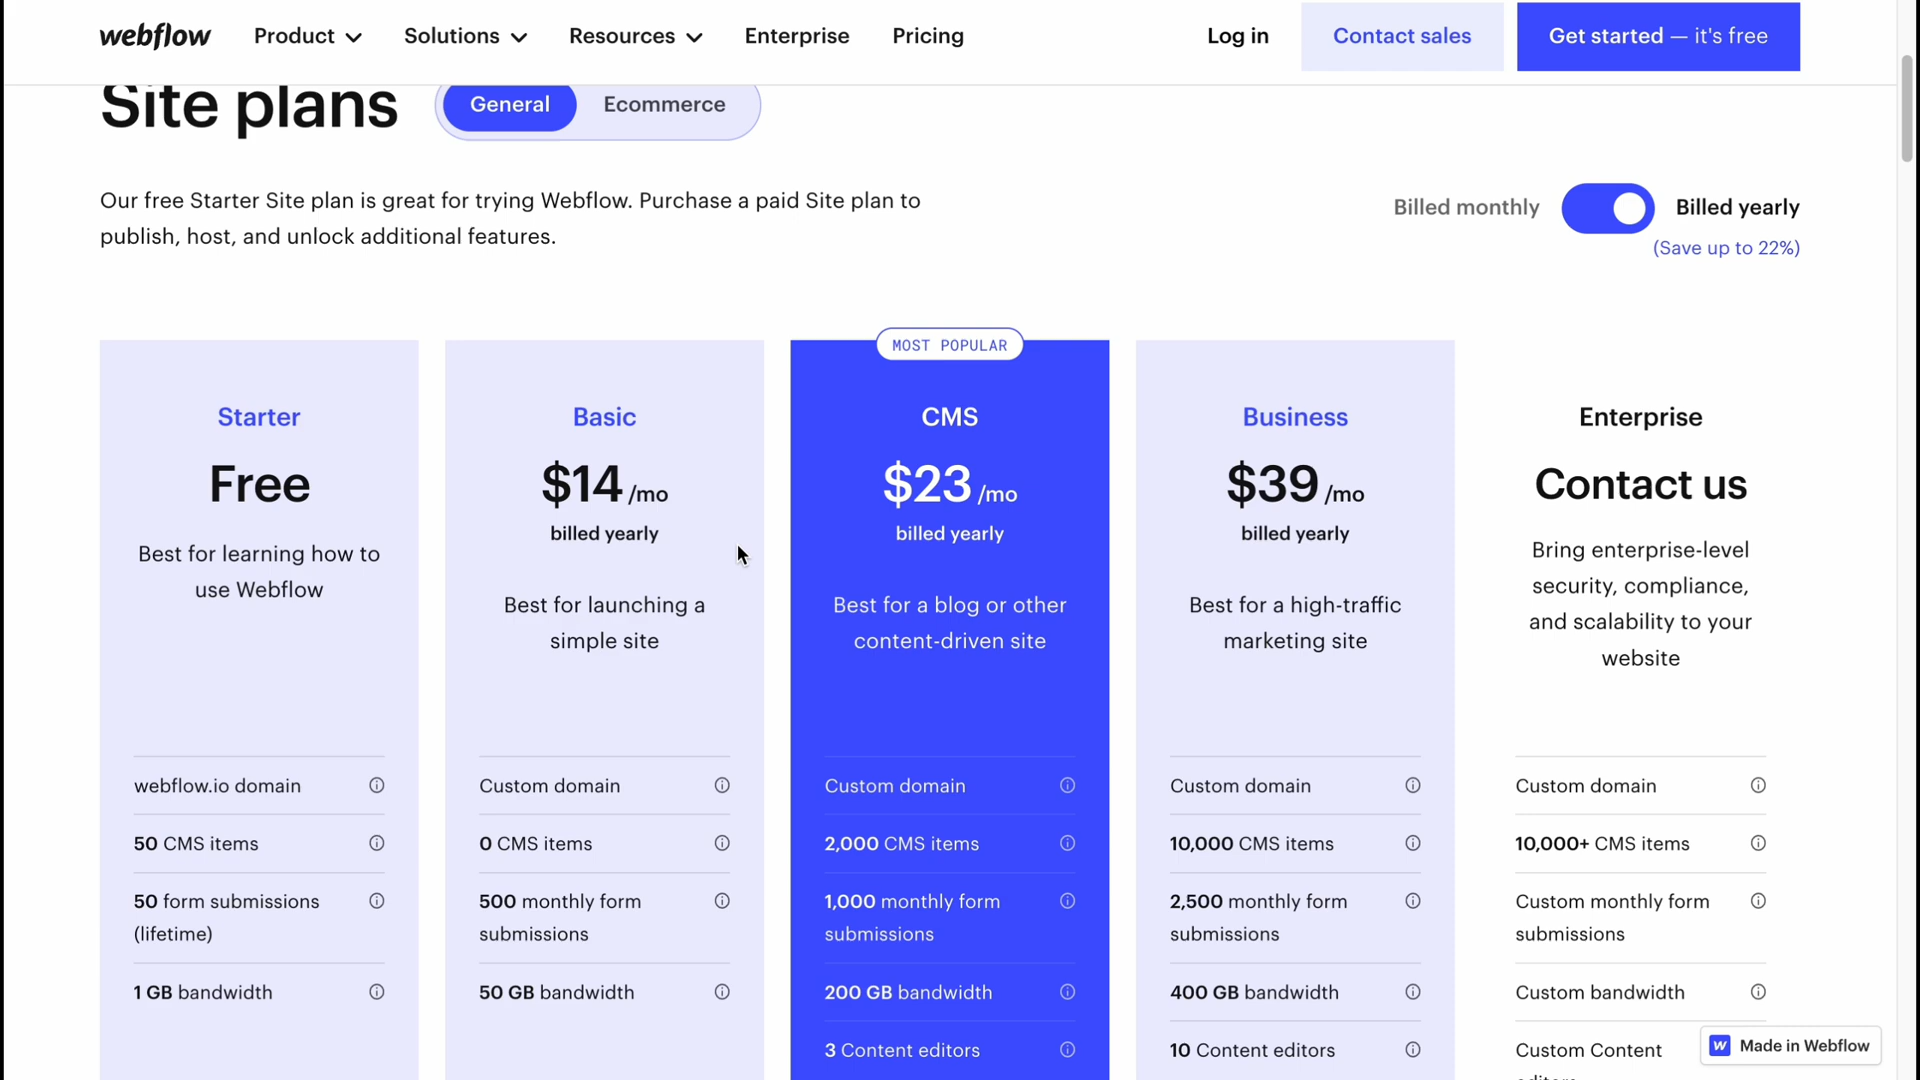 webflow Product Solutions Resources Enterprise Pricing Log in Contact sales Get started — it's free
Site plans General Ecommerce
Our free Starter Site plan is great for trying Webflow. Purchase a paid Site plan to
publish, host, and unlock additional features.
Billed monthly Billed yearly
(Save up to 22%)
Starter
Free
Best for learning how to
use Webflow
webflow.io domain
50 CMS items
50 form submissions
(lifetime)
1 GB bandwidth
Basic
$14 /mo
billed yearly
Best for launching a
simple site
Custom domain
0 CMS items
500 monthly form
submissions
50 GB bandwidth
MOST POPULAR
CMS
$23 /mo
billed yearly
Best for a blog or other
content-driven site
Custom domain
2,000 CMS items
1,000 monthly form
submissions
200 GB bandwidth
3 Content editors
Business
$39 /mo
billed yearly
Best for a high-traffic
marketing site
Custom domain
10,000 CMS items
2,500 monthly form
submissions
400 GB bandwidth
10 Content editors
Enterprise
Contact us
Bring enterprise-level
security, compliance,
and scalability to your
website
Custom domain
10,000+ CMS items
Custom monthly form
submissions
Custom bandwidth
Custom Content
Made in Webflow